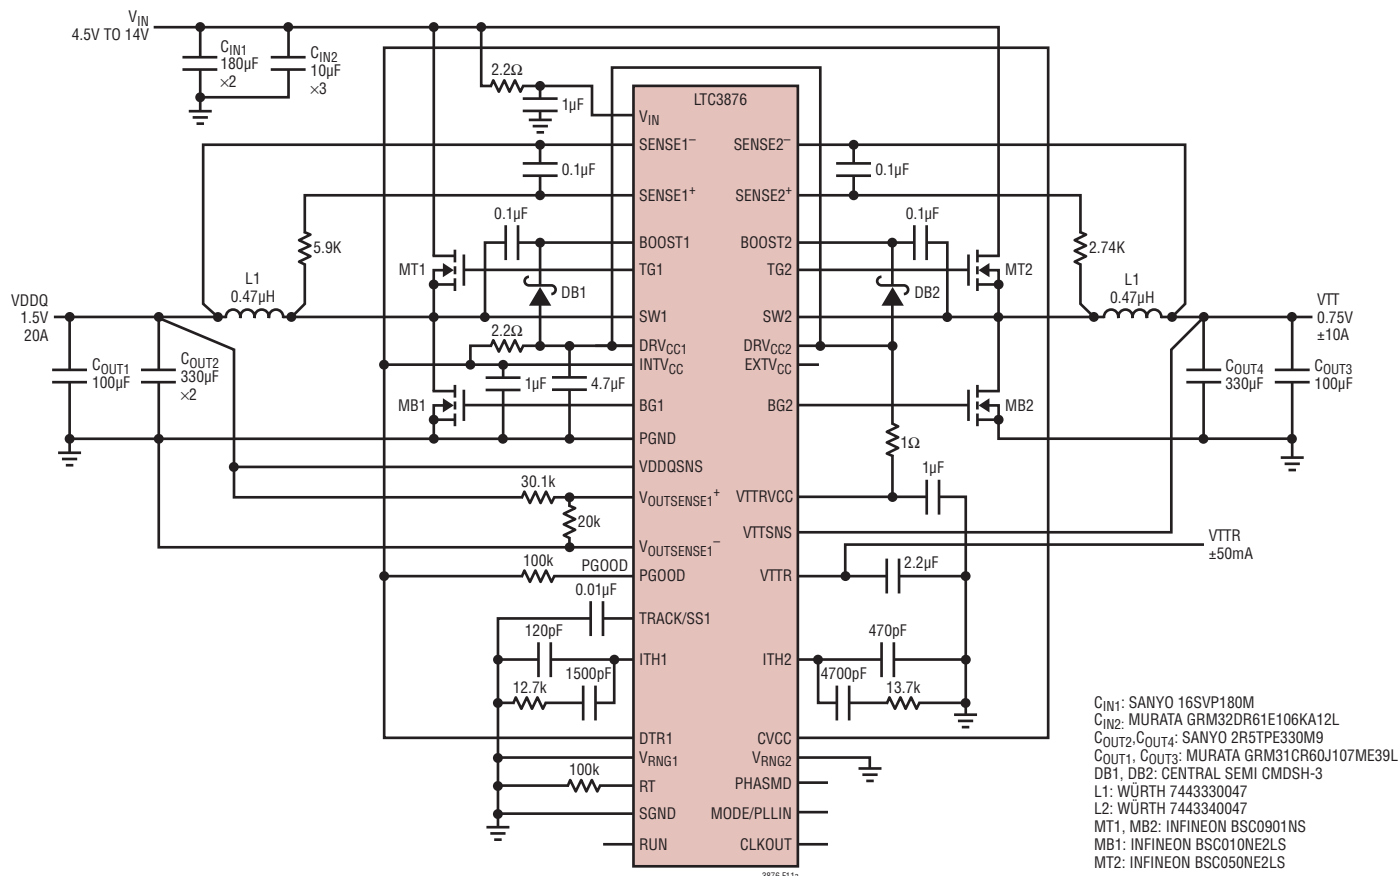 VIN
4.5V TO 14V
CIN1
180µF
×2
CIN2
10µF
×3
2.2Ω
1µF
LTC3876
VIN
SENSE1–
SENSE2–
0.1µF
0.1µF
SENSE1+
SENSE2+
5.9K
0.1µF
0.1µF
2.74K
BOOST1
BOOST2
MT1
TG1
TG2
MT2
DB1
DB2
L1
0.47µH
L1
0.47µH
VDDQ
1.5V
20A
SW1
SW2
VTT
0.75V
±10A
2.2Ω
DRVCC1
DRVCC2
INTVCC
EXTVCC
COUT1
100µF
COUT2
330µF
×2
1µF
4.7µF
COUT4
330µF
COUT3
100µF
MB1
BG1
BG2
MB2
PGND
1Ω
VDDQSNS
1µF
30.1k
VOUTSENSE1+
VTTRVCC
20k
VTTSNS
VOUTSENSE1–
VTTR
±50mA
100k
PGOOD
PGOOD
VTTR
2.2µF
0.01µF
TRACK/SS1
120pF
470pF
ITH1
ITH2
1500pF
4700pF
12.7k
13.7k
DTR1
CVCC
VRNG1
VRNG2
100k
RT
PHASMD
SGND
MODE/PLLIN
RUN
CLKOUT
3876 F11a
CIN1: SANYO 16SVP180M
CIN2: MURATA GRM32DR61E106KA12L
COUT2,COUT4: SANYO 2R5TPE330M9
COUT1, COUT3: MURATA GRM31CR60J107ME39L
DB1, DB2: CENTRAL SEMI CMDSH-3
L1: WÜRTH 7443330047
L2: WÜRTH 7443340047
MT1, MB2: INFINEON BSC0901NS
MB1: INFINEON BSC010NE2LS
MT2: INFINEON BSC050NE2LS